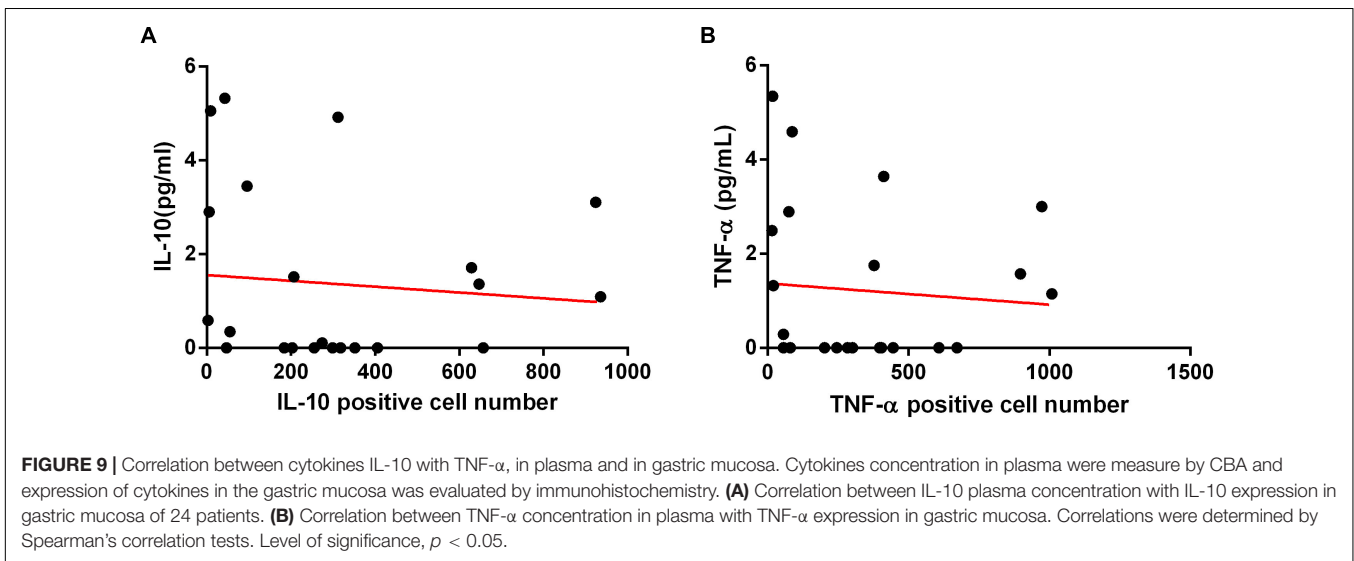 A
B
6
4
2
0
IL-10(pg/ml)
0 200 400 600 800 1000
IL-10 positive cell number
6
4
2
0
TNF-α (pg/mL)
0 500 1000 1500
TNF-α positive cell number
FIGURE 9 | Correlation between cytokines IL-10 with TNF-α, in plasma and in gastric mucosa. Cytokines concentration in plasma were measure by CBA and
expression of cytokines in the gastric mucosa was evaluated by immunohistochemistry. (A) Correlation between IL-10 plasma concentration with IL-10 expression in
gastric mucosa of 24 patients. (B) Correlation between TNF-α concentration in plasma with TNF-α expression in gastric mucosa. Correlations were determined by
Spearman's correlation tests. Level of significance, p < 0.05.